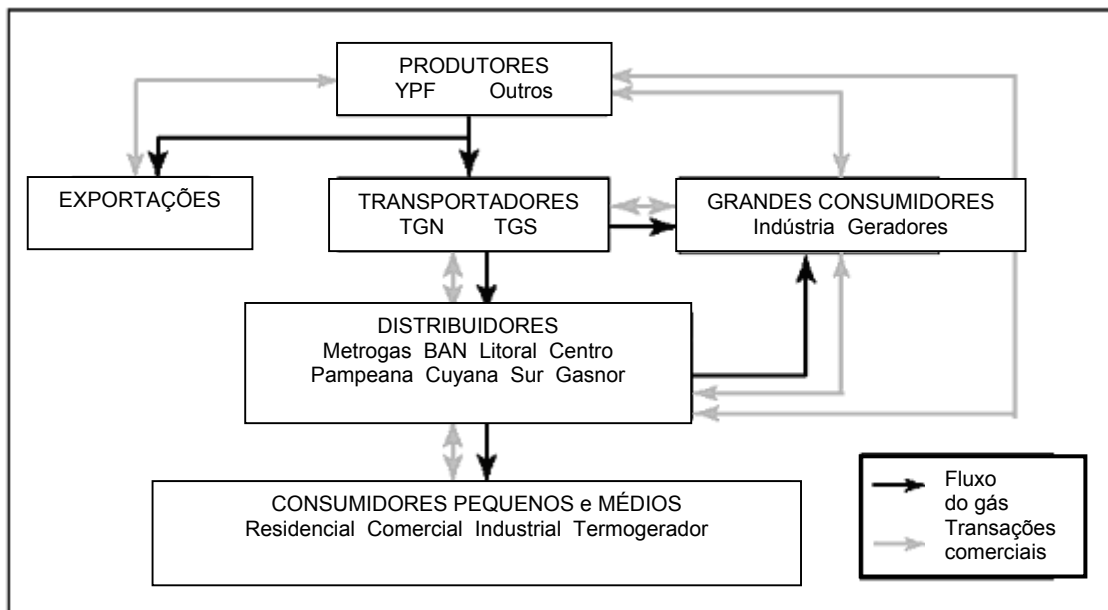 PRODUTORES
YPF Outros
EXPORTAÇÕES
TRANSPORTADORES
TGN TGS
GRANDES CONSUMIDORES
Indústria Geradores
DISTRIBUIDORES
Metrogas BAN Litoral Centro
Pampeana Cuyana Sur Gasnor
CONSUMIDORES PEQUENOS e MÉDIOS
Residencial Comercial Industrial Termogerador
Fluxo
do gás
Transações
comerciais